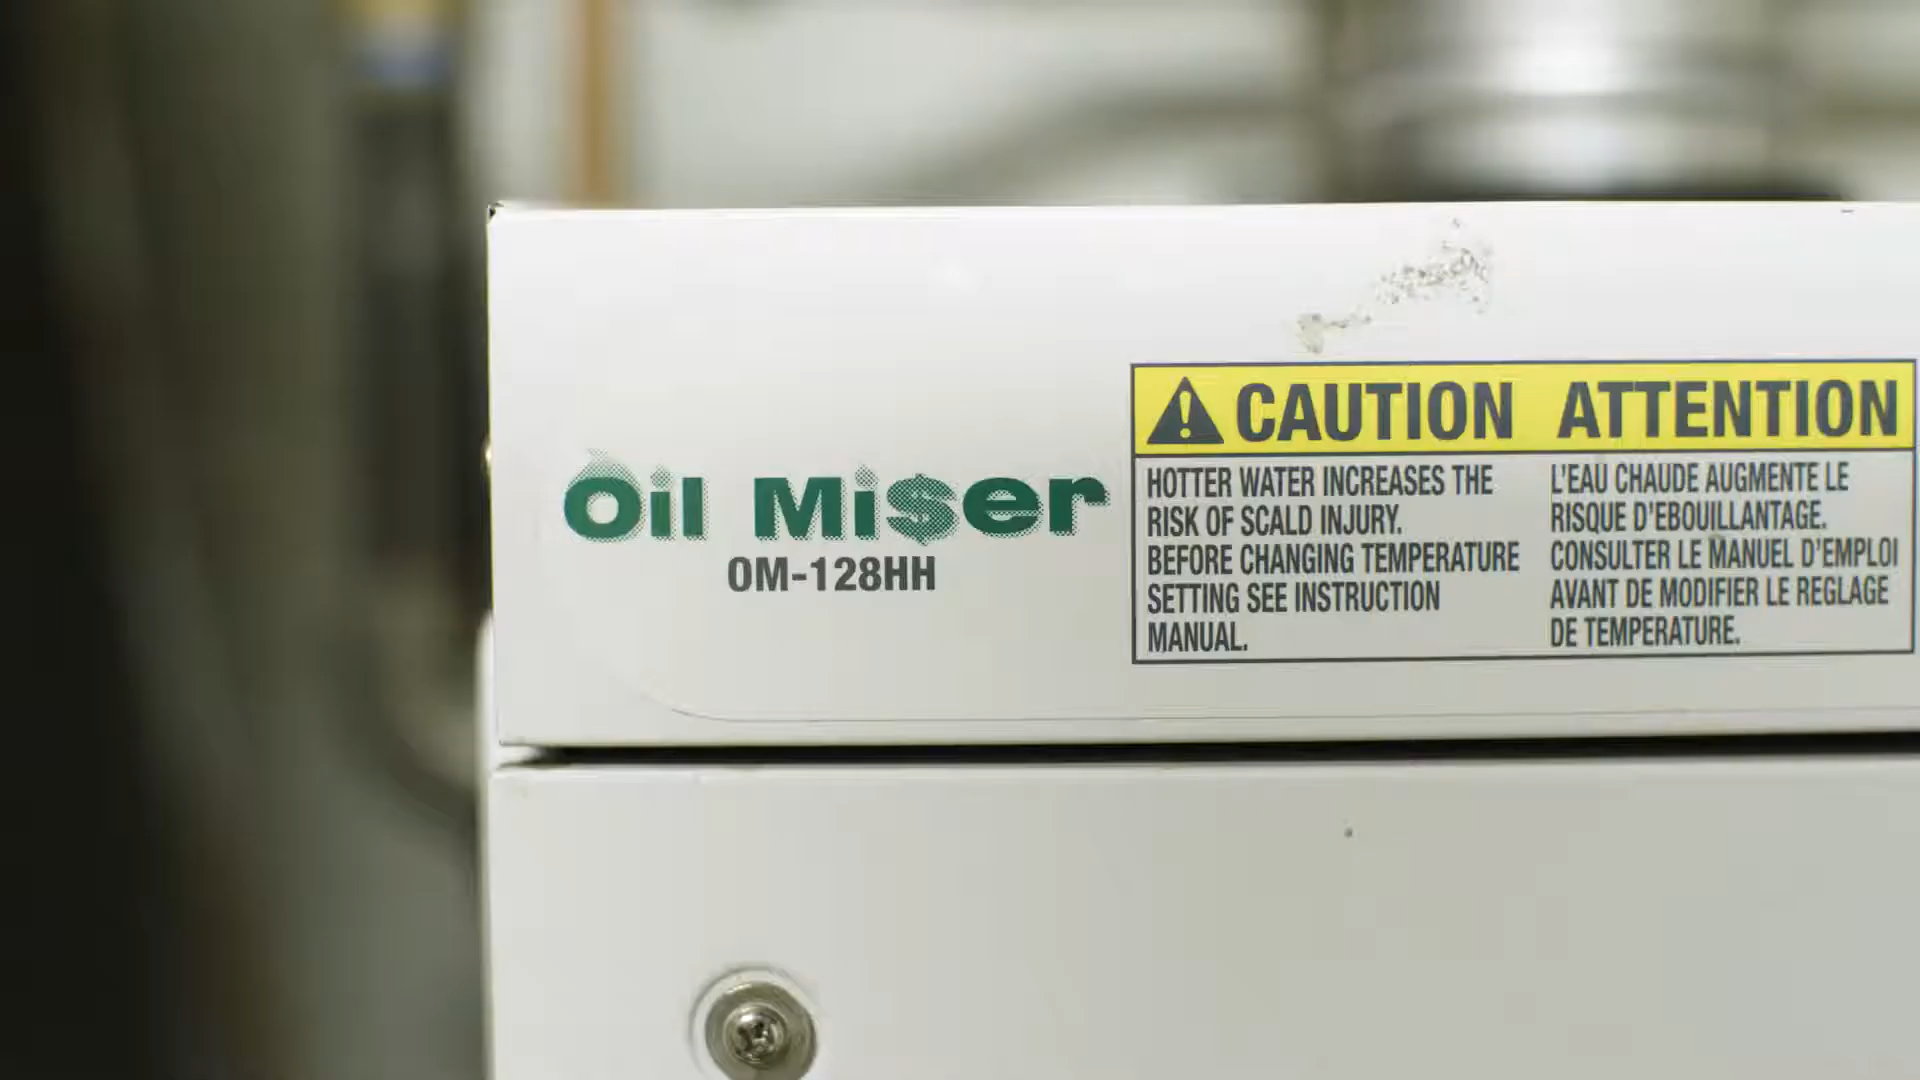 Oil Mi$er
OM-128HH
CAUTION
HOTTER WATER INCREASES THE
RISK OF SCALD INJURY.
BEFORE CHANGING TEMPERATURE
SETTING SEE INSTRUCTION
MANUAL.
ATTENTION
L'EAU CHAUDE AUGMENTE LE
RISQUE D'EBOUILLANTAGE.
CONSULTER LE MANUEL D'EMPLOI
AVANT DE MODIFIER LE REGLAGE
DE TEMPERATURE.